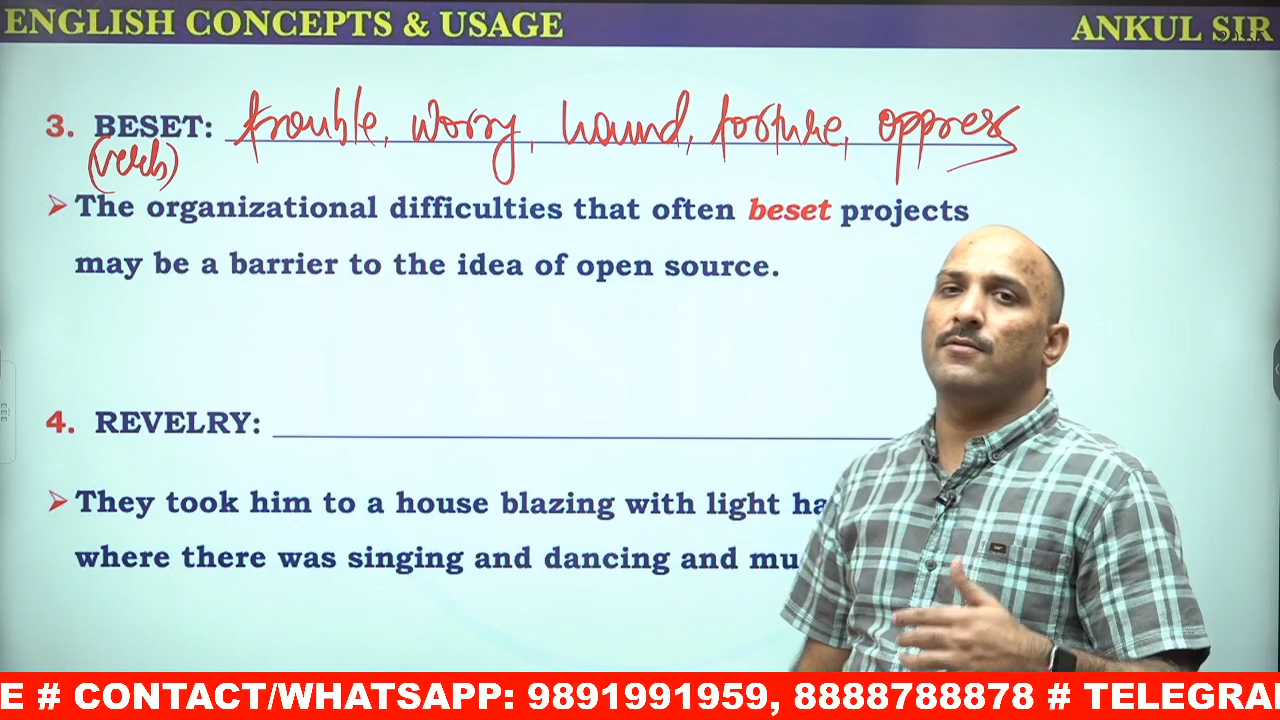 ENGLISH CONCEPTS & USAGE ANKUL SIR
3. BESET: trouble, worry, hound, torture, oppress
(verb)
➢ The organizational difficulties that often beset projects
may be a barrier to the idea of open source.
4. REVELRY:
➢ They took him to a house blazing with light
where there was singing and dancing and
E # CONTACT/WHATSAPP: 9891991959, 8888788878 # TELEGRA